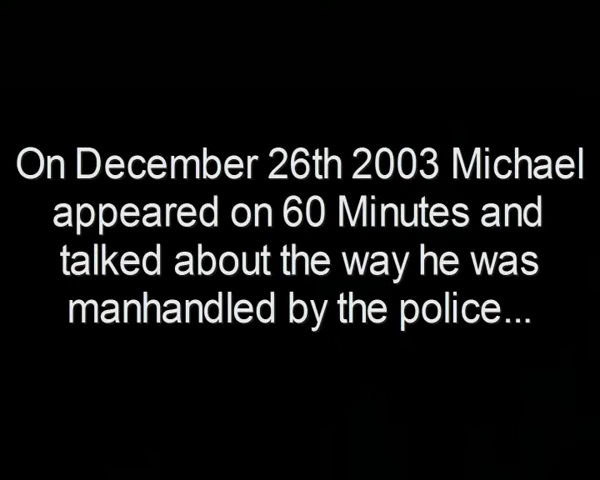 On December 26th 2003 Michael
appeared on 60 Minutes and
talked about the way he was
manhandled by the police...